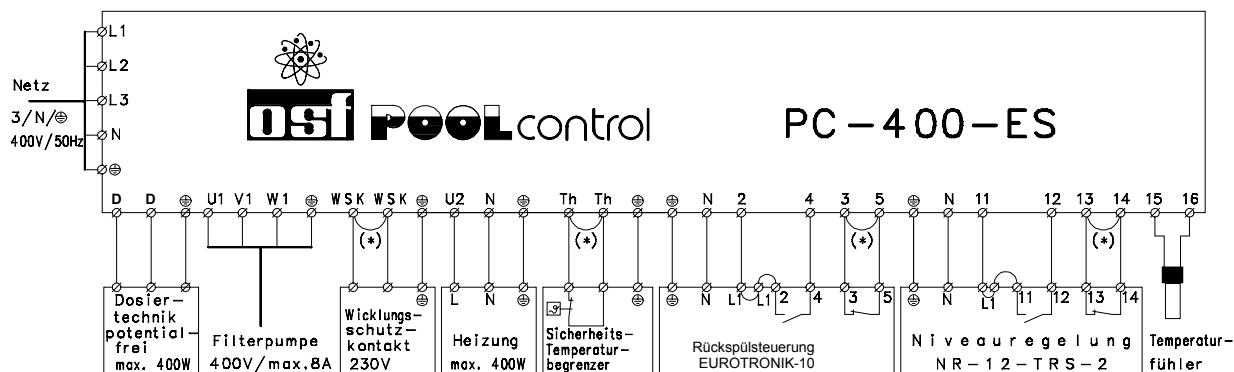 L1
L2
L3
N
⏚
Netz
3/N/⏚
400V/50Hz
osf POOLcontrol
PC-400-ES
D D ⏚ U1 V1 W1 ⏚ WSK WSK ⏚ U2 N ⏚ Th Th ⏚ ⏚ N 2 4 3 5 ⏚ N 11 12 13 14 15 16
(*) (*) (*) (*)
Dosier-
technik
potential-
frei
max. 400W
Filterpumpe
400V/max.8A
⏚
Wicklungs-
schutz-
kontakt
230V
L N ⏚
Heizung
max. 400W
⏚
Sicherheits-
Temperatur-
begrenzer
⏚ N L1 L1 2 4 3 5
Rückspülsteuerung
EUROTRONIK-10
⏚ N L1 11 12 13 14
Niveauregelung
NR-12-TRS-2
Temperatur-
fühler